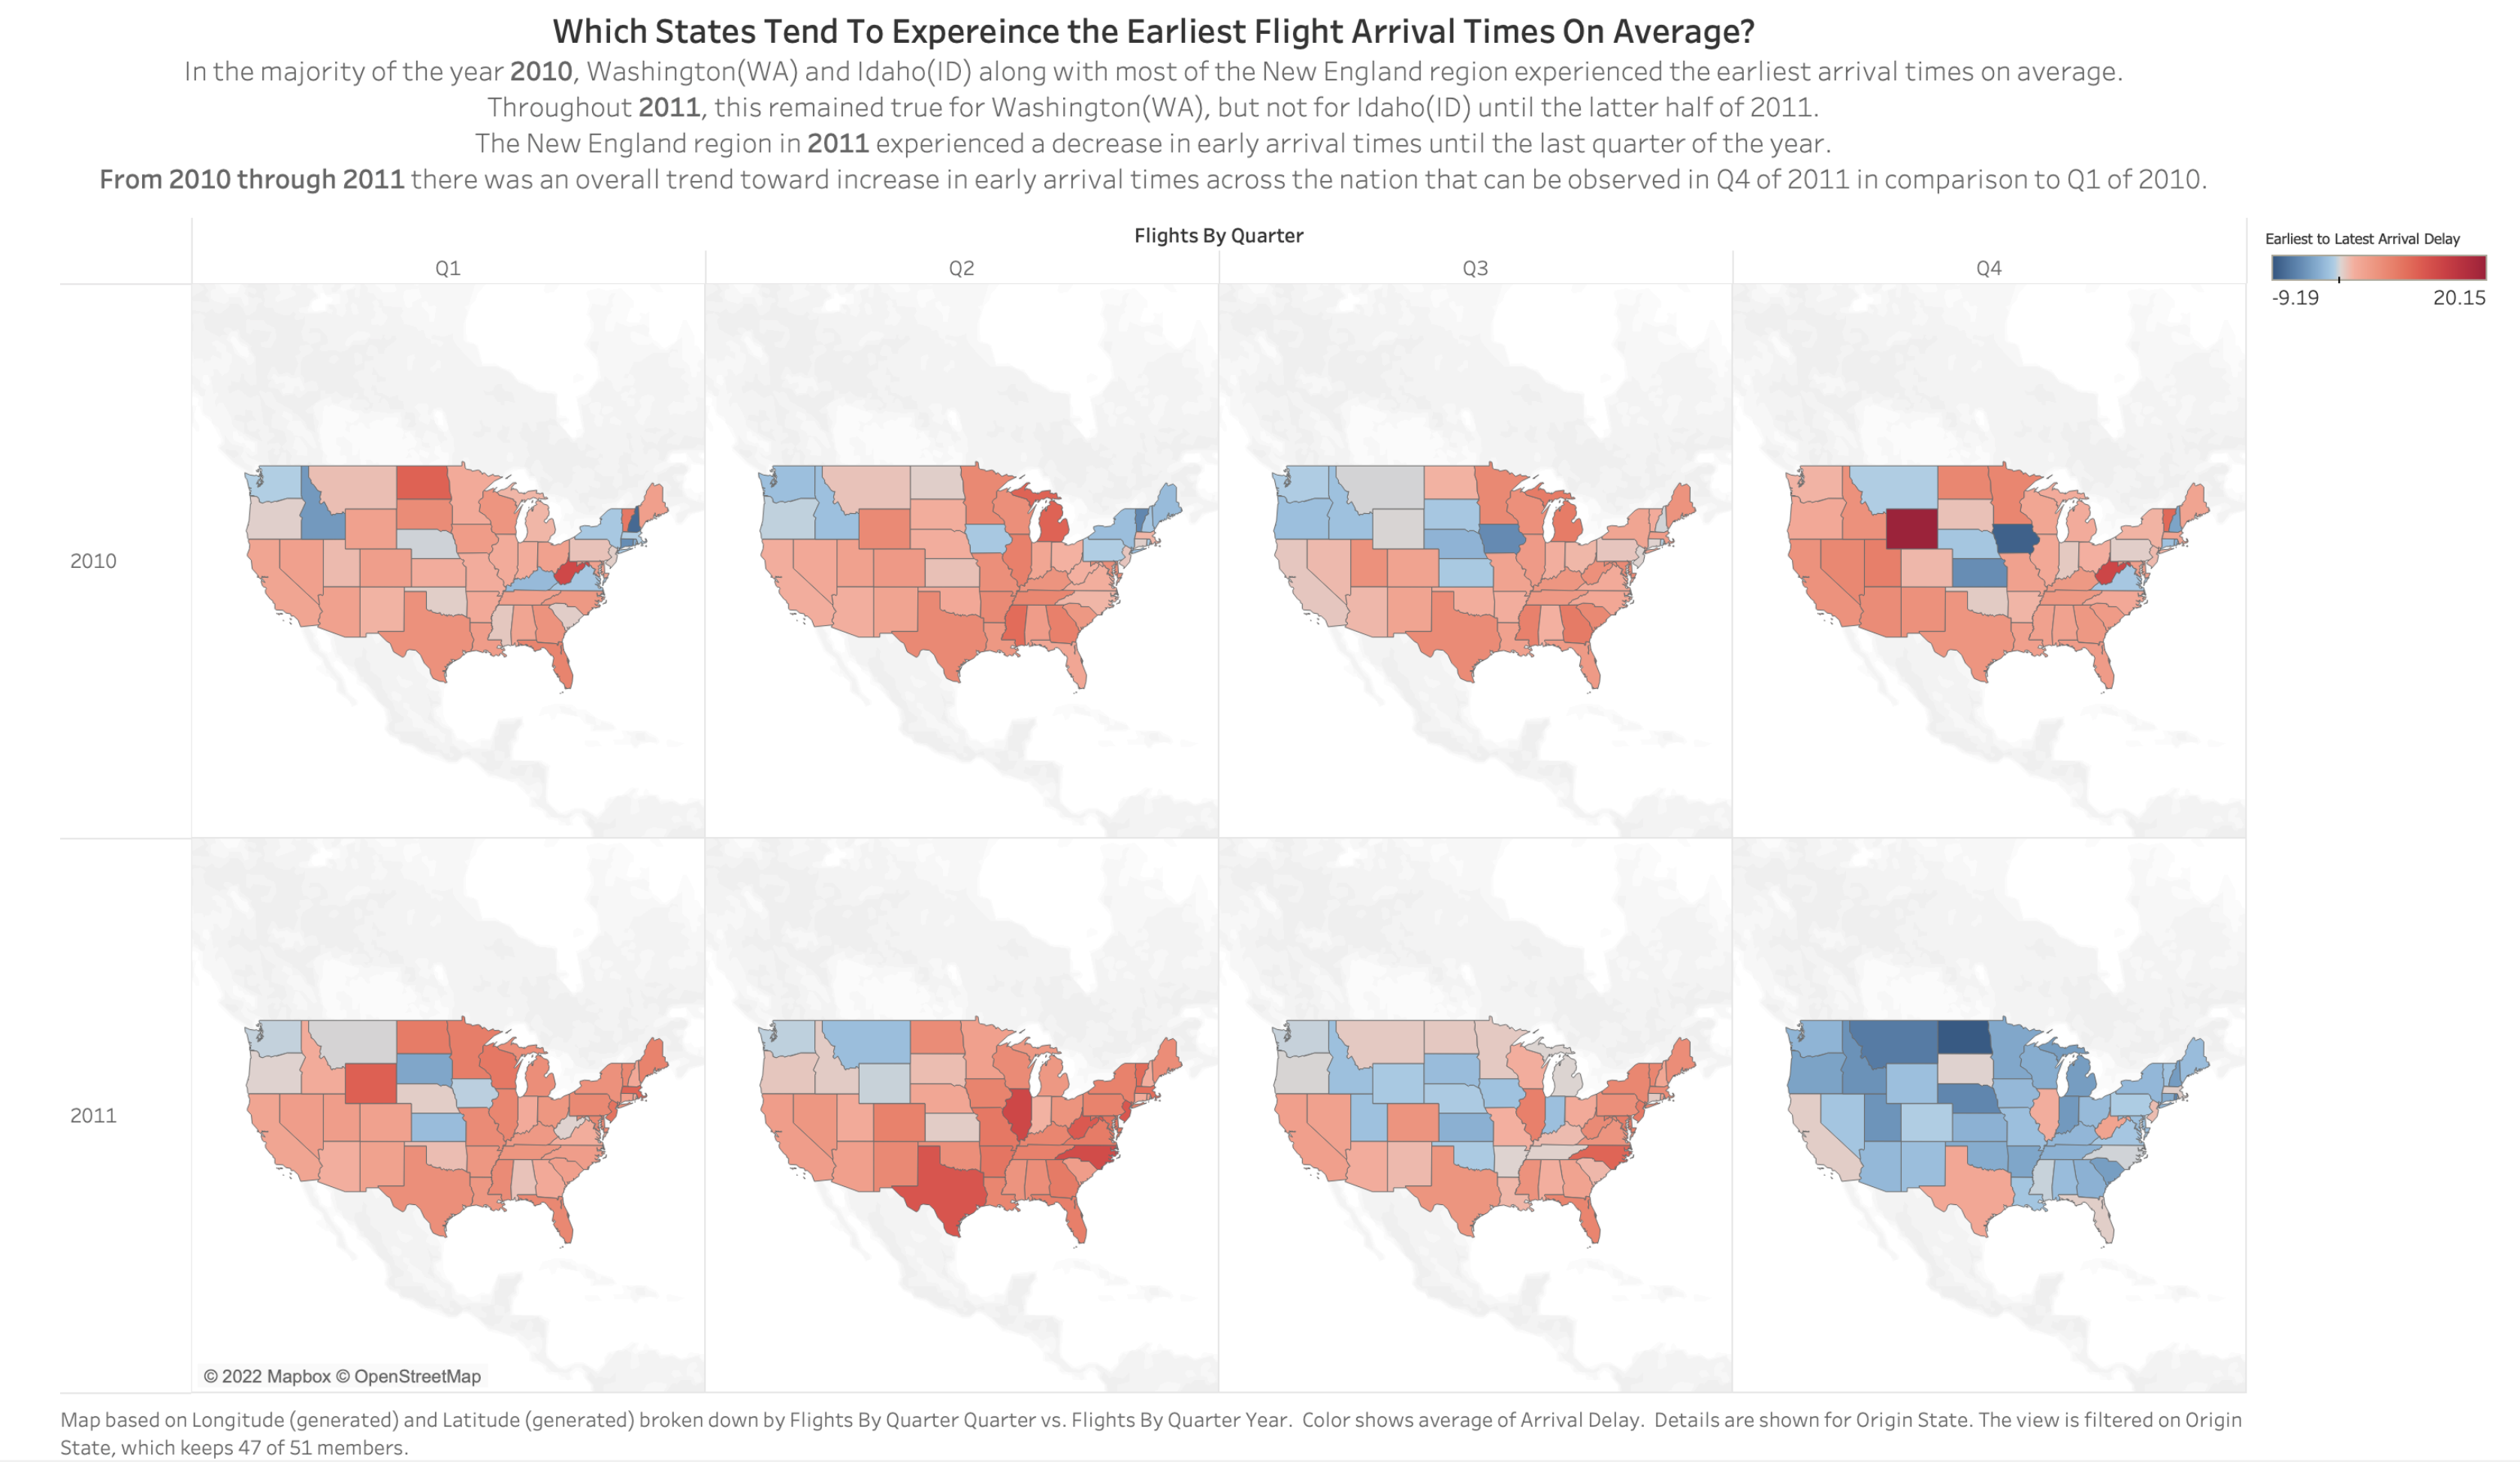 Which States Tend To Expereince the Earliest Flight Arrival Times On Average?
In the majority of the year 2010, Washington(WA) and Idaho(ID) along with most of the New England region experienced the earliest arrival times on average.
Throughout 2011, this remained true for Washington(WA), but not for Idaho(ID) until the latter half of 2011.
The New England region in 2011 experienced a decrease in early arrival times until the last quarter of the year.
From 2010 through 2011 there was an overall trend toward increase in early arrival times across the nation that can be observed in Q4 of 2011 in comparison to Q1 of 2010.
Flights By Quarter
Q1 Q2 Q3 Q4
Earliest to Latest Arrival Delay
-9.19 20.15
2010
2011
© 2022 Mapbox © OpenStreetMap
Map based on Longitude (generated) and Latitude (generated) broken down by Flights By Quarter Quarter vs. Flights By Quarter Year. Color shows average of Arrival Delay. Details are shown for Origin State. The view is filtered on Origin
State, which keeps 47 of 51 members.